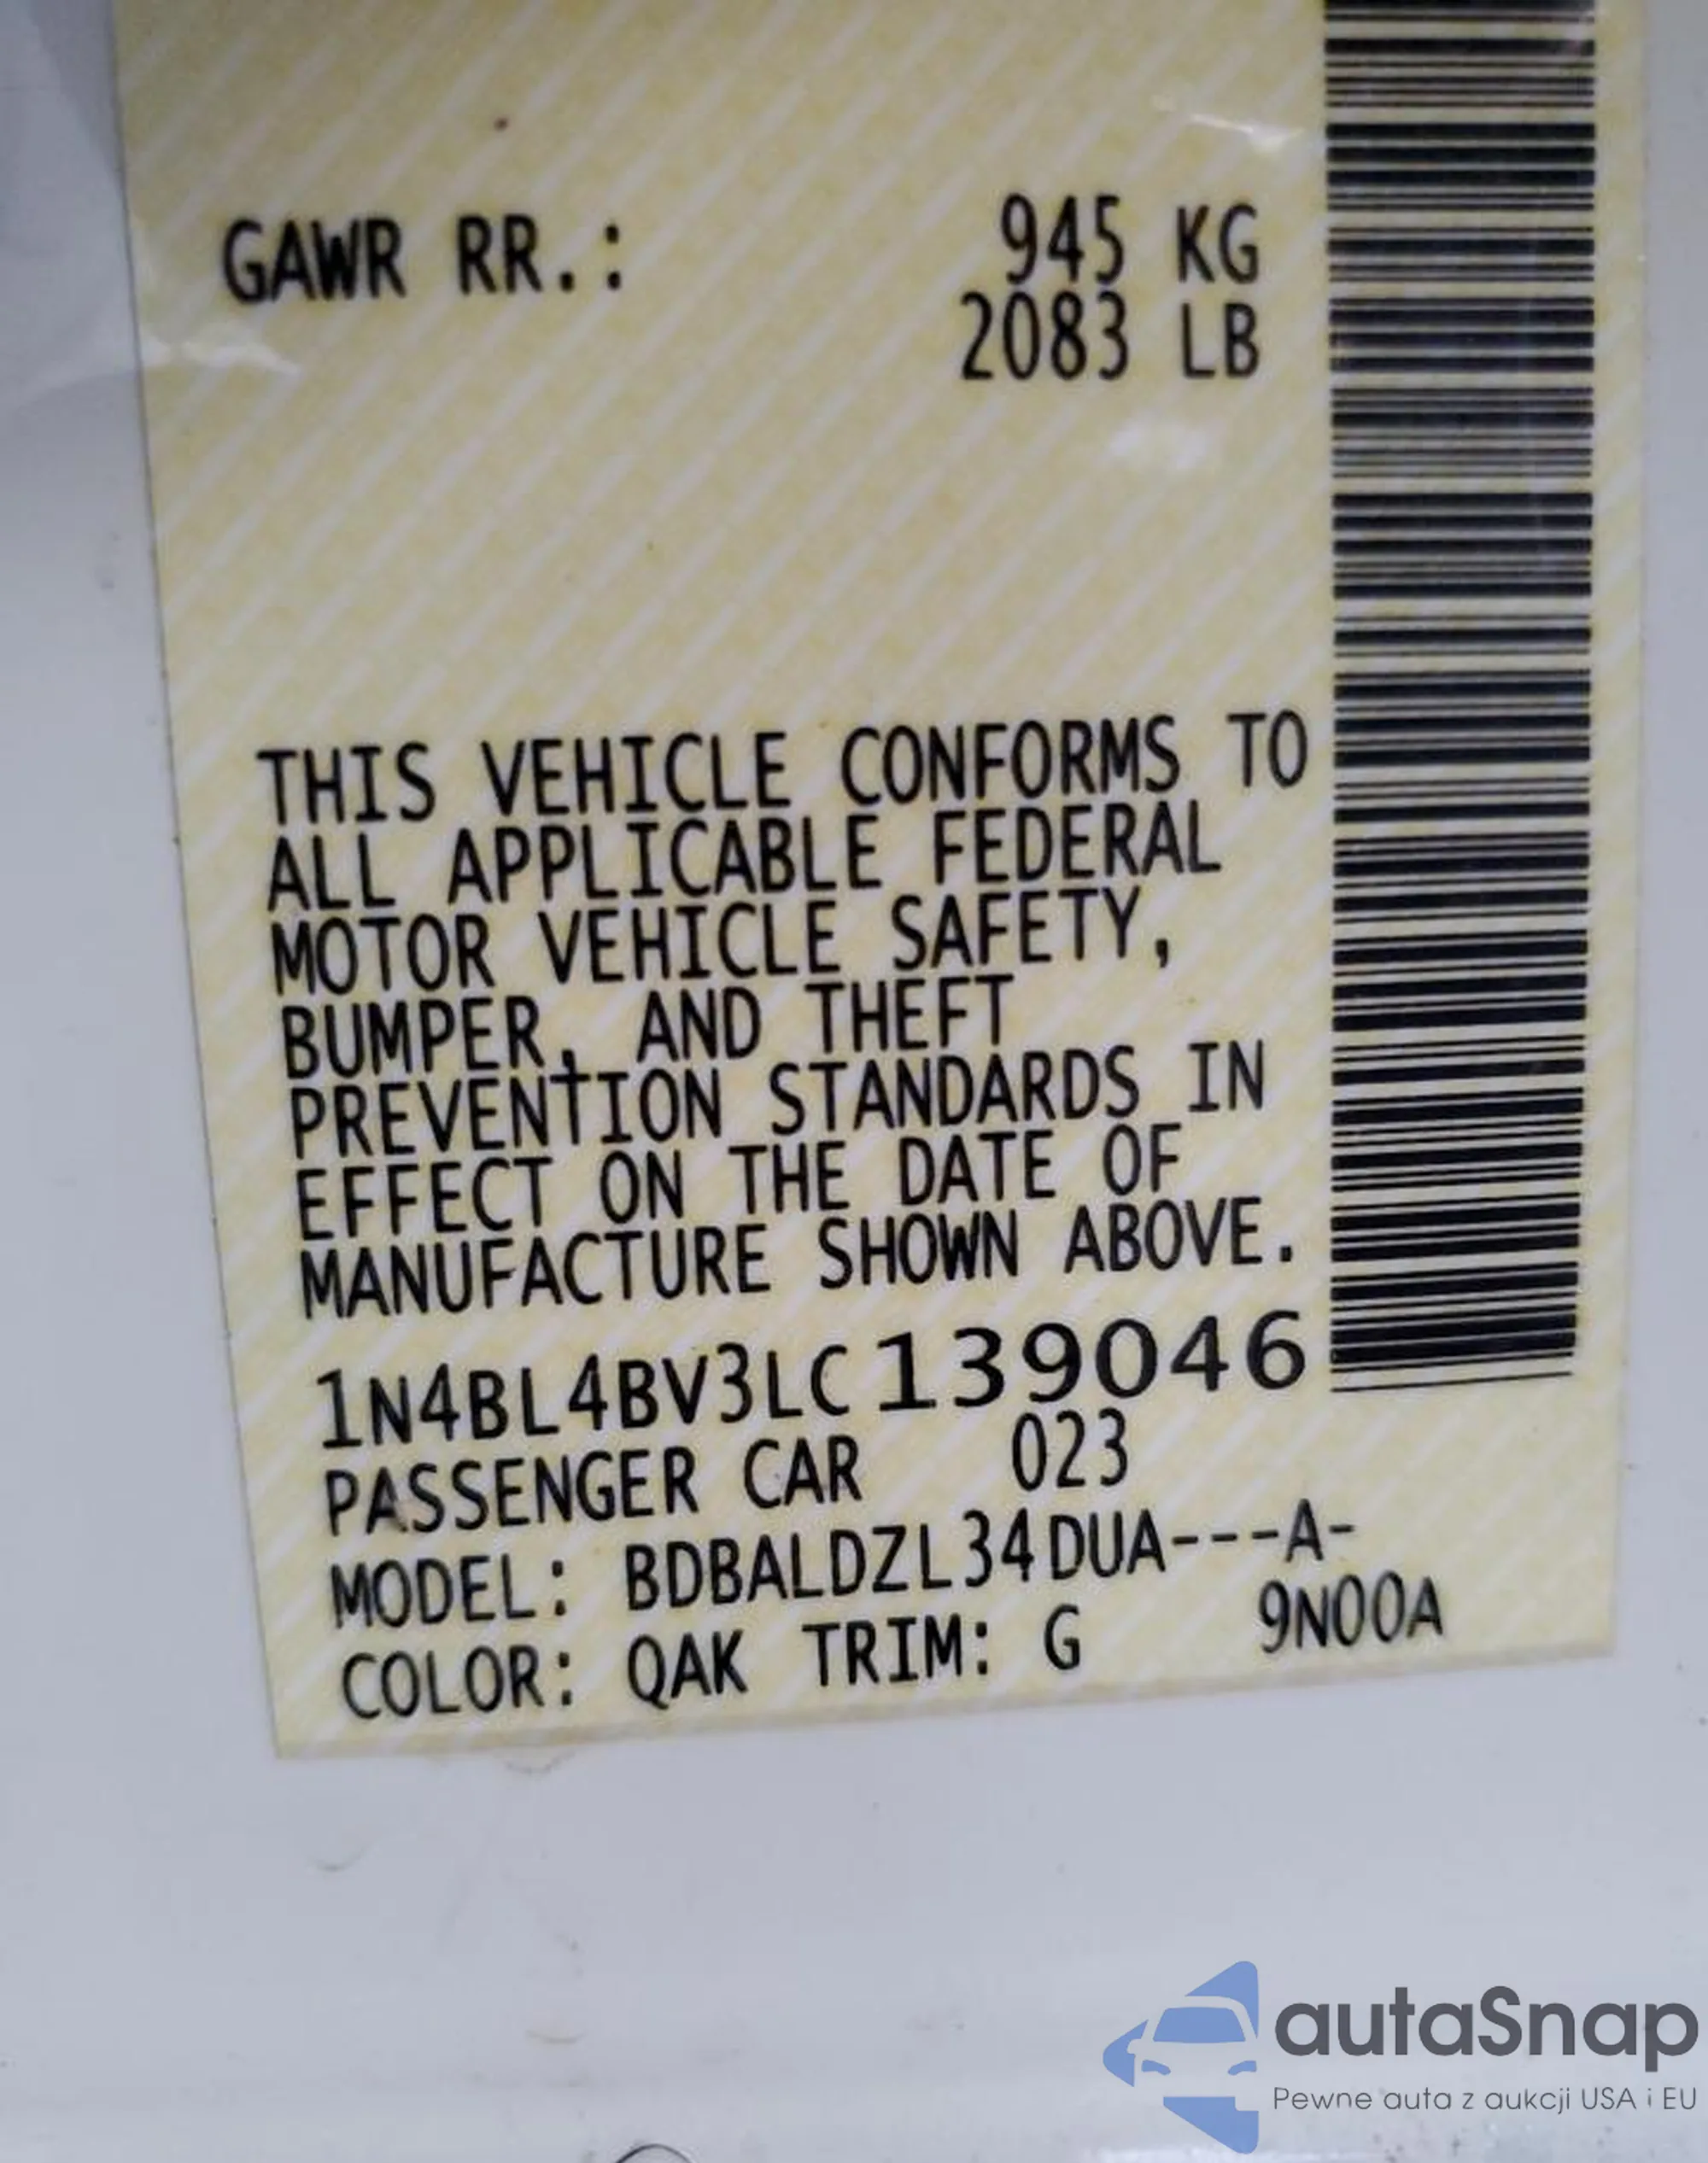 GAWR RR.: 945 KG
2083 LB
THIS VEHICLE CONFORMS TO
ALL APPLICABLE FEDERAL
MOTOR VEHICLE SAFETY,
BUMPER, AND THEFT
PREVENTION STANDARDS IN
EFFECT ON THE DATE OF
MANUFACTURE SHOWN ABOVE.
1N4BL4BV3LC139046
PASSENGER CAR 023
MODEL: BDBALDZL34DUA---A-
COLOR: QAK TRIM: G 9N00A
autaSnap
Pewne auta z aukcji USA i EU